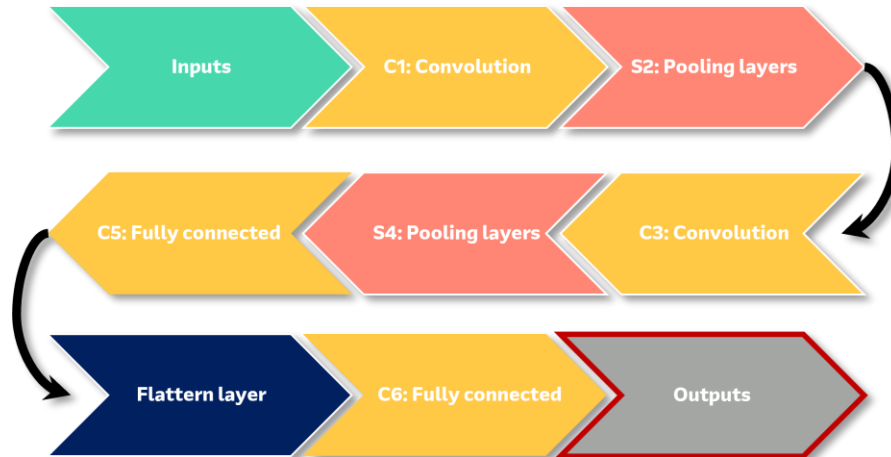 Inputs
C1: Convolution
S2: Pooling layers
C5: Fully connected
S4: Pooling layers
C3: Convolution
Flattern layer
C6: Fully connected
Outputs